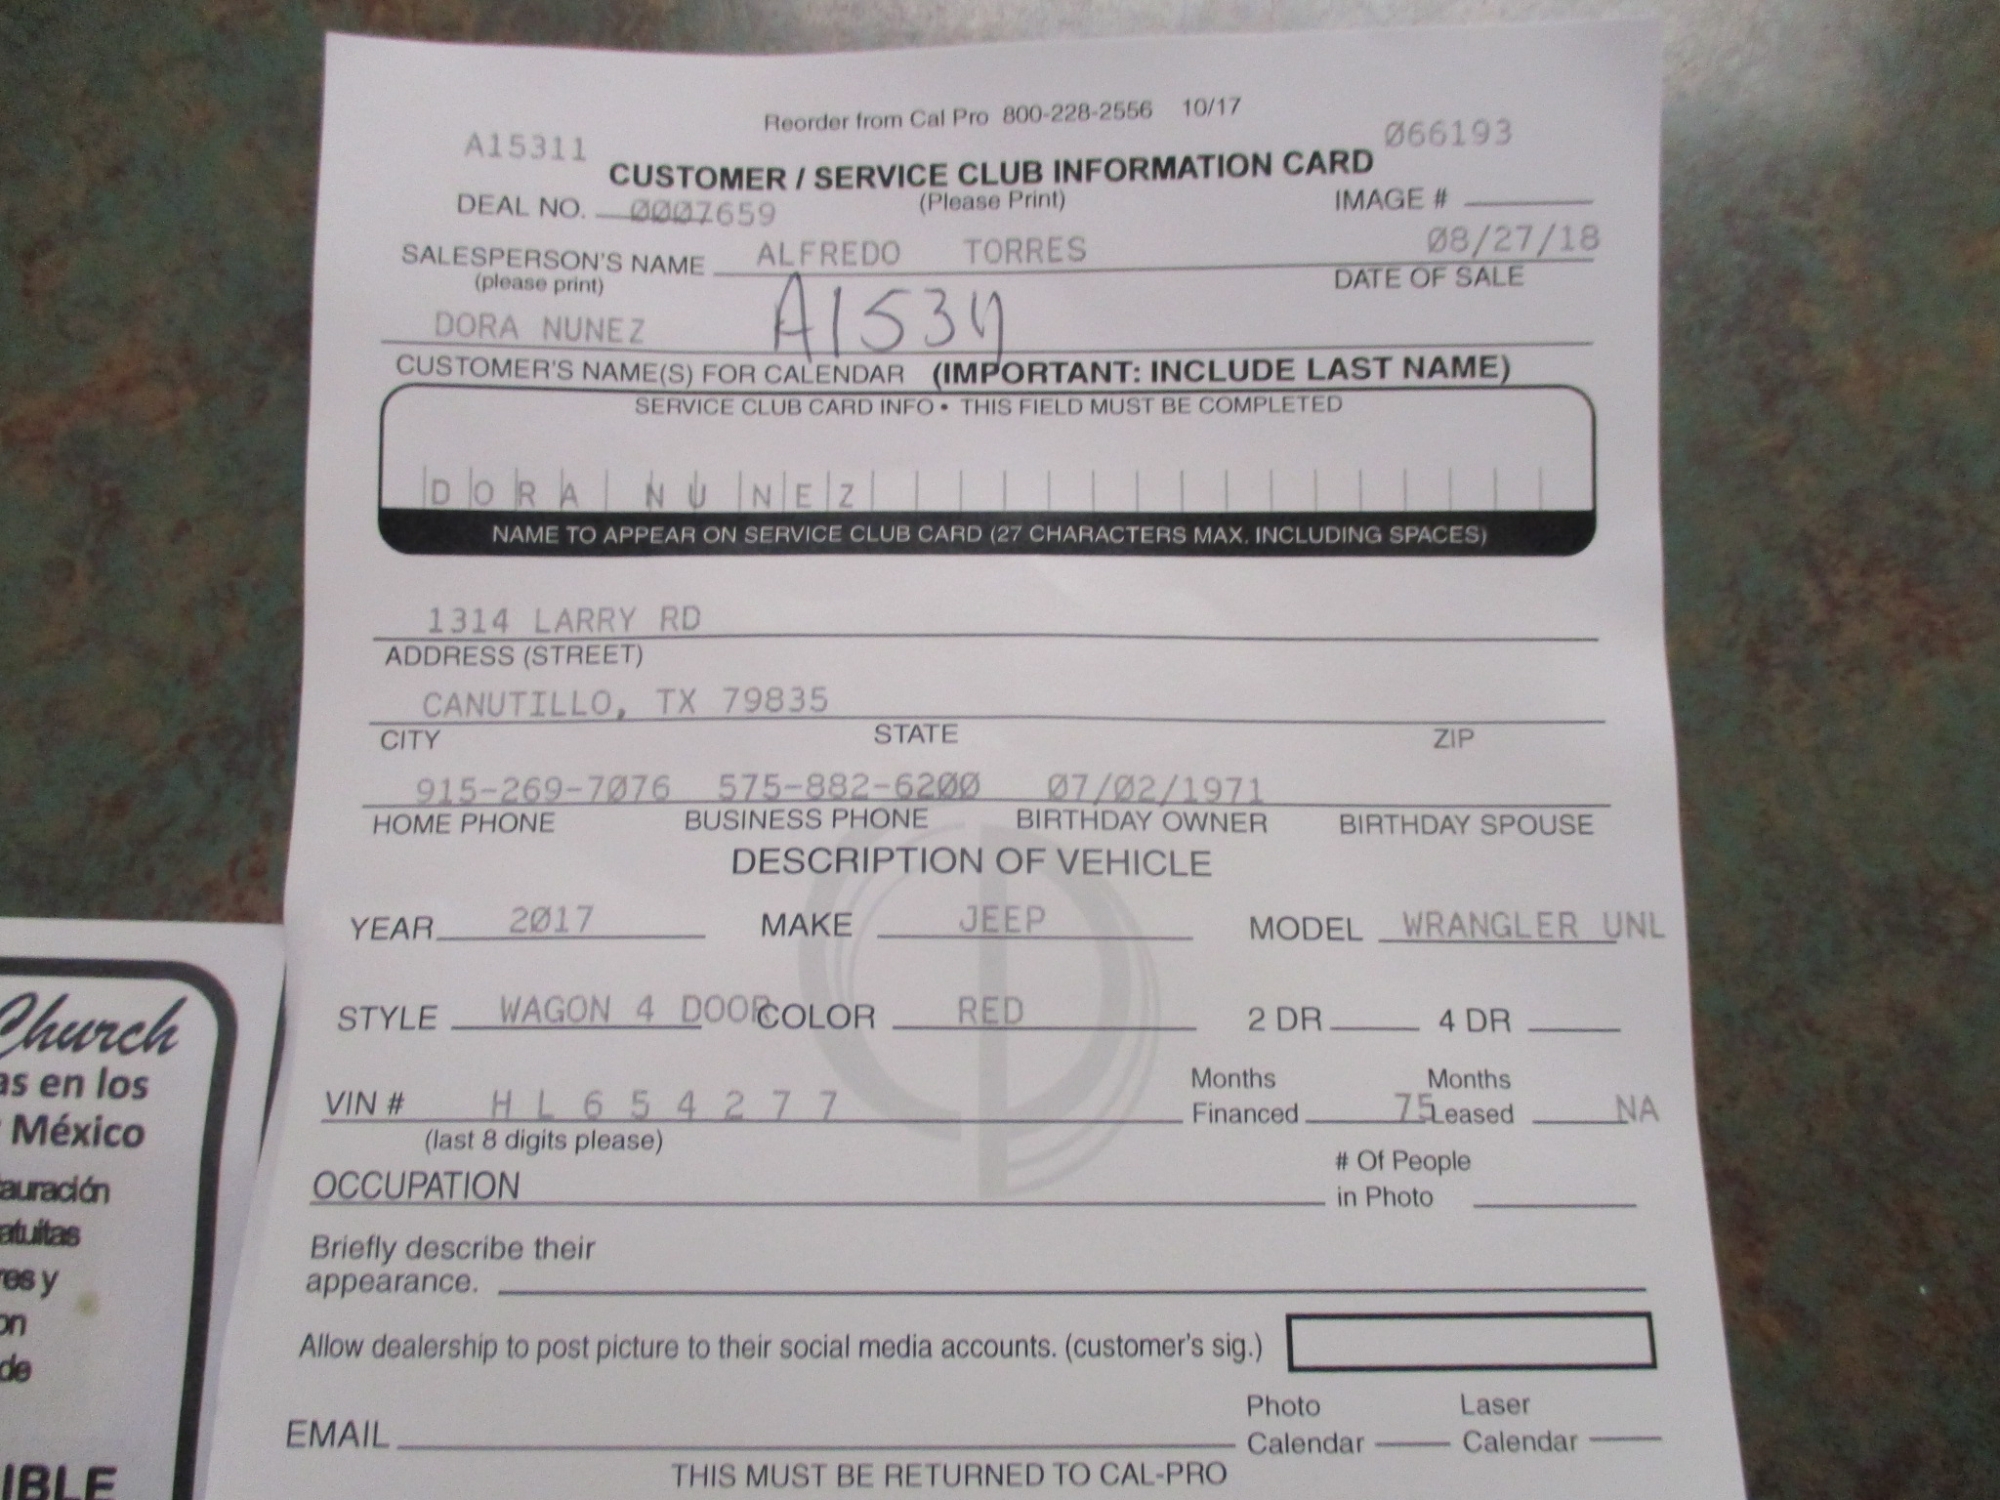 Reorder from Cal Pro 800-228-2556 10/17
A15311 Ø66193
CUSTOMER / SERVICE CLUB INFORMATION CARD
DEAL NO. ØØØ7659 (Please Print) IMAGE #
SALESPERSON'S NAME ALFREDO TORRES Ø8/27/18
(please print) DATE OF SALE
DORA NUNEZ
CUSTOMER'S NAME(S) FOR CALENDAR (IMPORTANT: INCLUDE LAST NAME)
SERVICE CLUB CARD INFO • THIS FIELD MUST BE COMPLETED
DORA NUNEZ
NAME TO APPEAR ON SERVICE CLUB CARD (27 CHARACTERS MAX. INCLUDING SPACES)
1314 LARRY RD
ADDRESS (STREET)
CANUTILLO, TX 79835
CITY STATE ZIP
915-269-7Ø76 575-882-62ØØ Ø7/Ø2/1971
HOME PHONE BUSINESS PHONE BIRTHDAY OWNER BIRTHDAY SPOUSE
DESCRIPTION OF VEHICLE
YEAR 2Ø17 MAKE JEEP MODEL WRANGLER UNL
STYLE WAGON 4 DOOR COLOR RED 2 DR 4 DR
VIN # H L 6 5 4 2 7 7 Months Financed 75 Months Leased NA
(last 8 digits please)
OCCUPATION # Of People in Photo
Briefly describe their
appearance.
Allow dealership to post picture to their social media accounts. (customer's sig.)
EMAIL Photo Calendar Laser Calendar
THIS MUST BE RETURNED TO CAL-PRO
Church
as en los
México
auración
atuitas
res y
on
de
IBLE